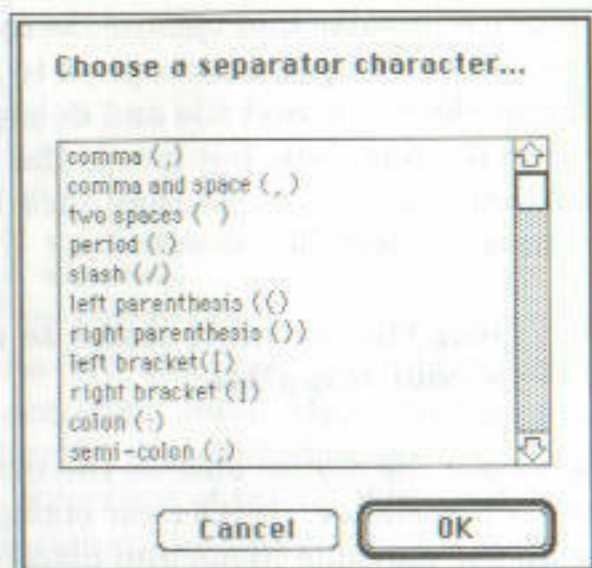 Choose a separator character...
comma (,)
comma and space (, )
two spaces (  )
period (.)
slash (/)
left parenthesis (()
right parenthesis ())
left bracket([)
right bracket (])
colon (:)
semi-colon (;)
Cancel
OK